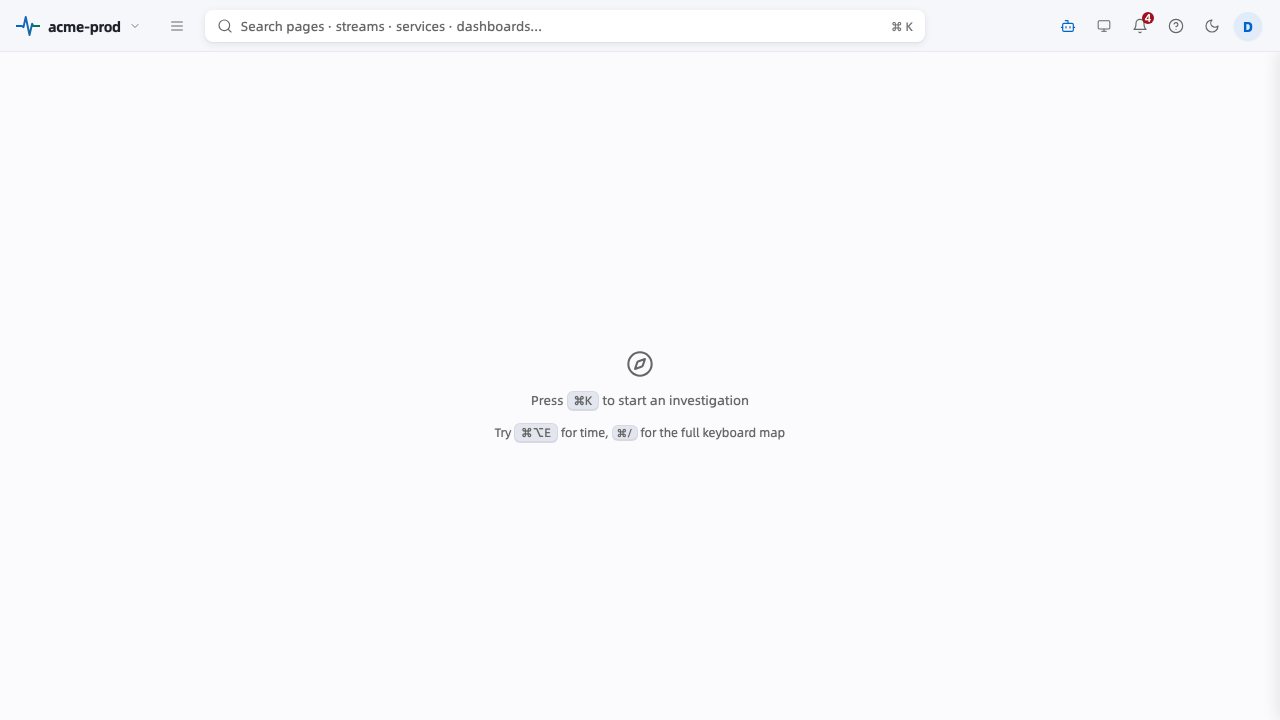 acme-prod
Search pages · streams · services · dashboards...
⌘ K
4
D
Press ⌘K to start an investigation
Try ⌘⌥E for time, ⌘/ for the full keyboard map